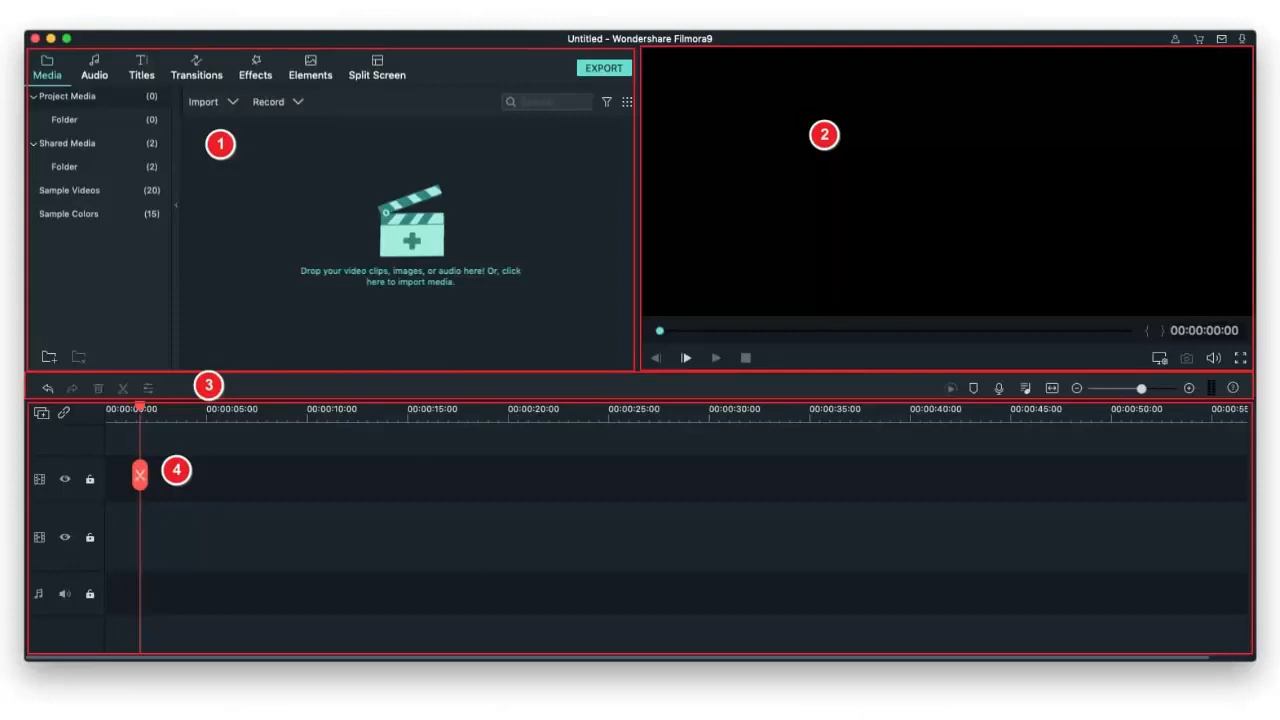 Untitled - Wondershare Filmora9
Media Audio Titles Transitions Effects Elements Split Screen EXPORT
Project Media (0)
Folder (0)
Shared Media (2)
Folder (2)
Sample Videos (20)
Sample Colors (15)
Import Record
1
Drop your video clips, images, or audio here! Or, click
here to import media.
2
00:00:00:00
3
00:00:00:00 00:00:05:00 00:00:10:00 00:00:15:00 00:00:20:00 00:00:25:00 00:00:30:00 00:00:35:00 00:00:40:00 00:00:45:00 00:00:50:00 00:00:55
4